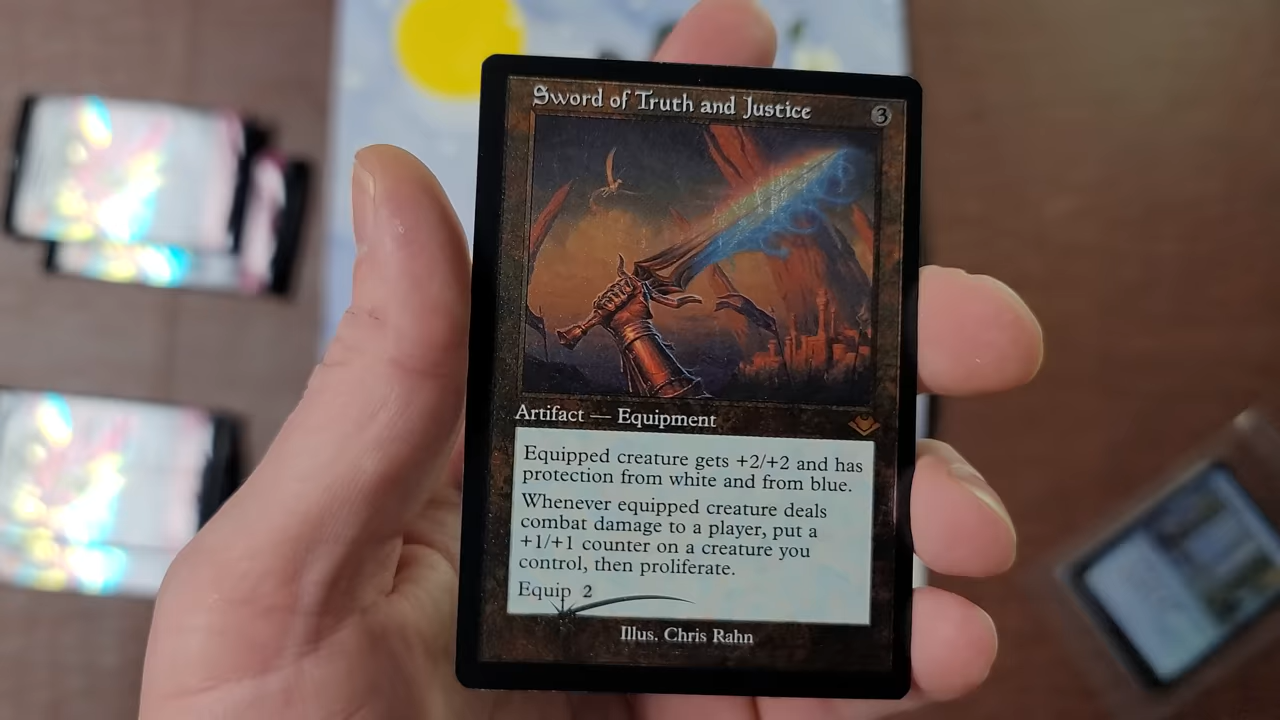 Sword of Truth and Justice 3
Artifact — Equipment
Equipped creature gets +2/+2 and has
protection from white and from blue.
Whenever equipped creature deals
combat damage to a player, put a
+1/+1 counter on a creature you
control, then proliferate.
Equip 2
Illus. Chris Rahn